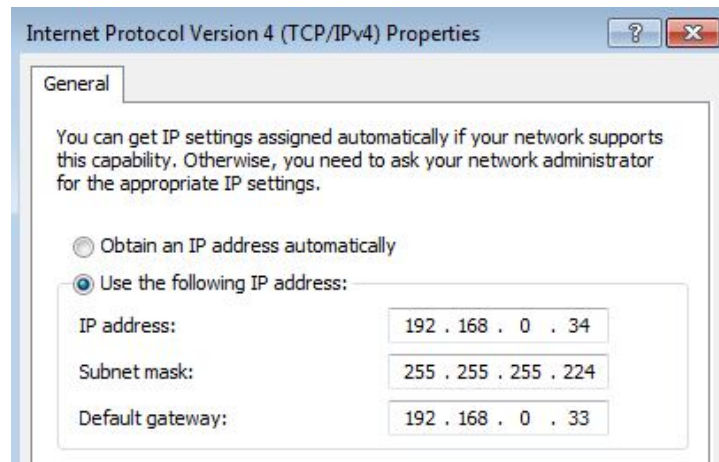 Internet Protocol Version 4 (TCP/IPv4) Properties
General
You can get IP settings assigned automatically if your network supports
this capability. Otherwise, you need to ask your network administrator
for the appropriate IP settings.
Obtain an IP address automatically
Use the following IP address:
IP address: 192 . 168 . 0 . 34
Subnet mask: 255 . 255 . 255 . 224
Default gateway: 192 . 168 . 0 . 33